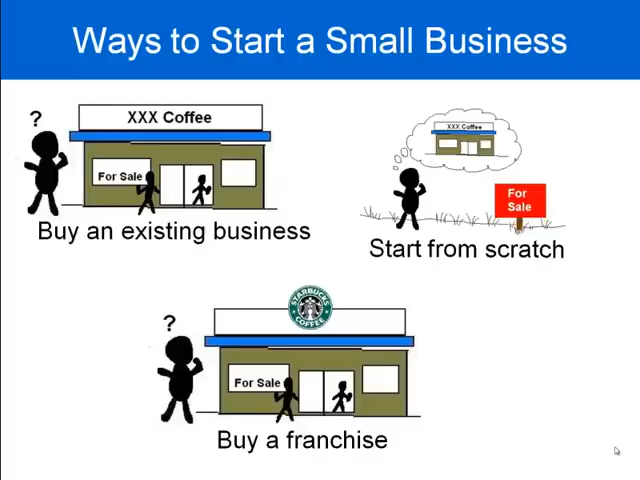 Ways to Start a Small Business
?
XXX Coffee
For Sale
Buy an existing business
XXX Coffee
For
Sale
Start from scratch
STARBUCKS
COFFEE
?
For Sale
Buy a franchise